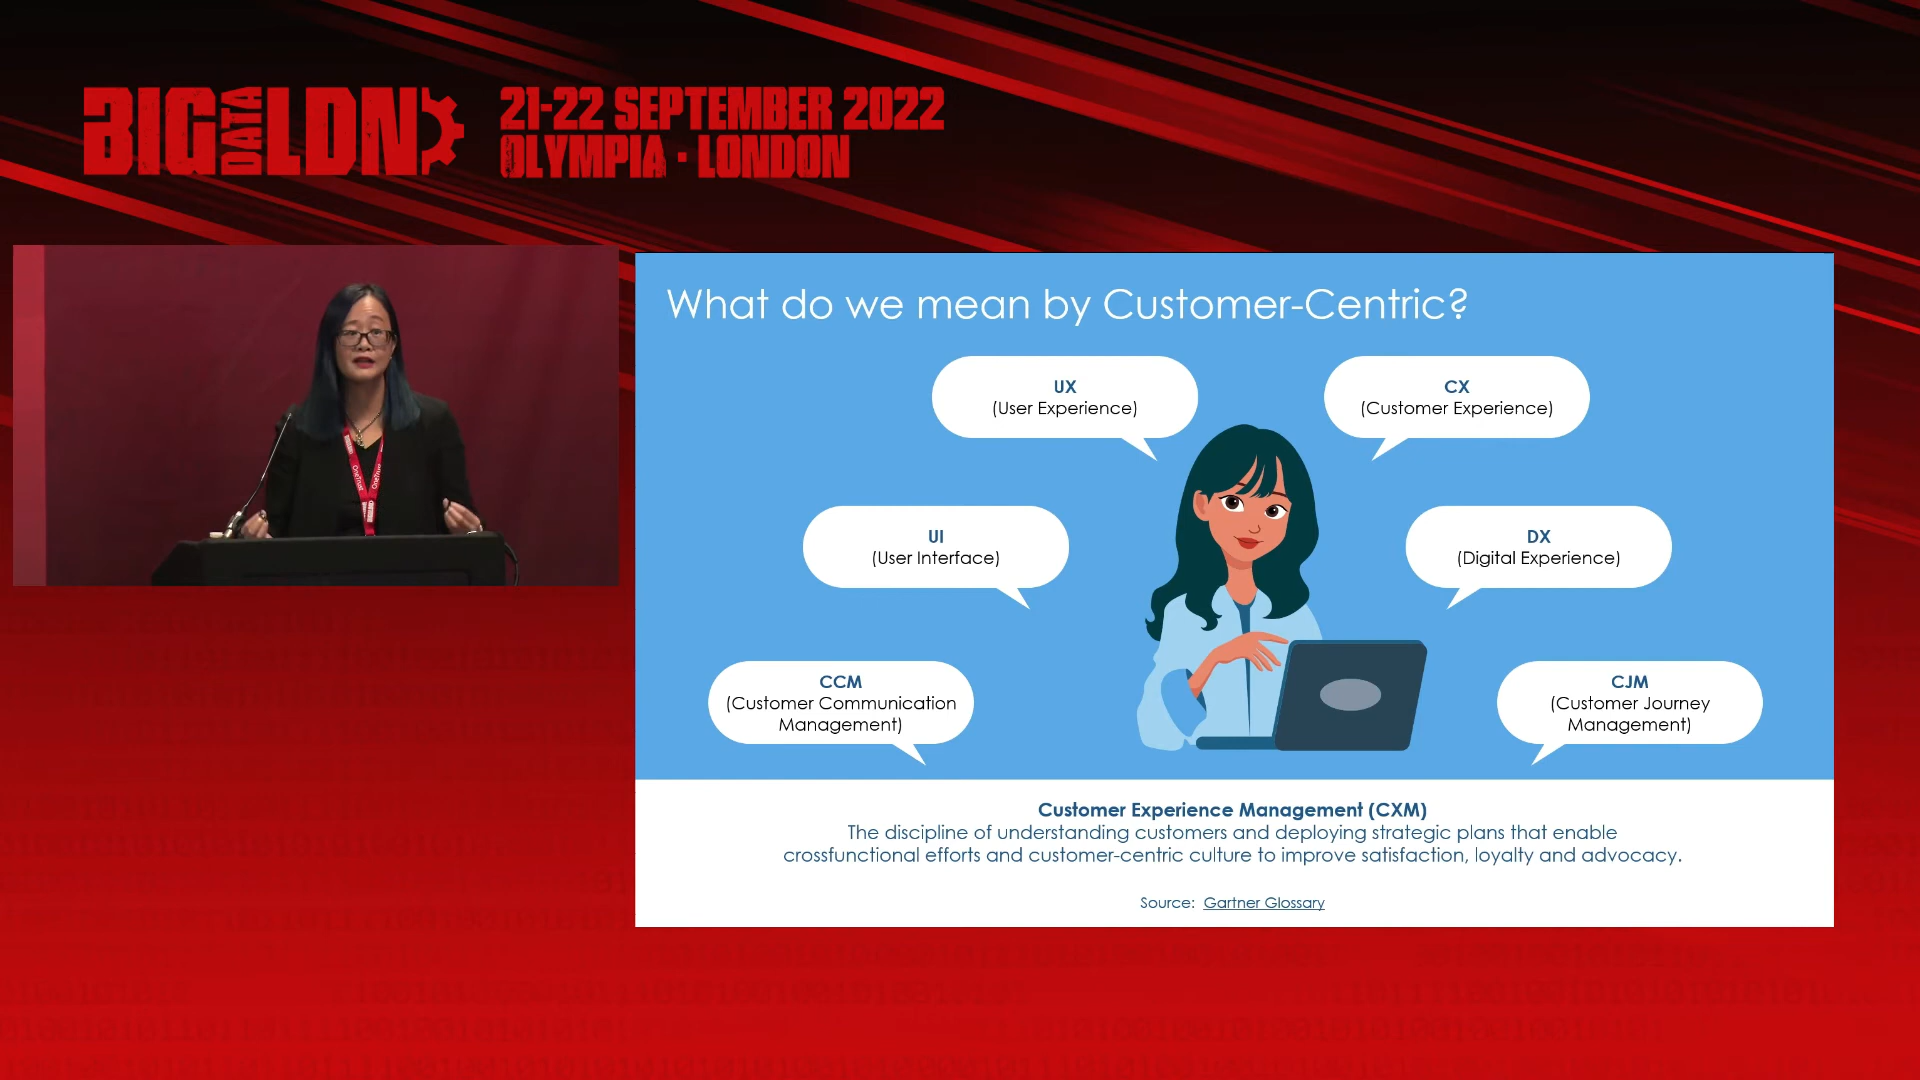 BIG DATA LDN
21-22 SEPTEMBER 2022
OLYMPIA · LONDON
What do we mean by Customer-Centric?
UX
(User Experience)
CX
(Customer Experience)
UI
(User Interface)
DX
(Digital Experience)
CCM
(Customer Communication
Management)
CJM
(Customer Journey
Management)
Customer Experience Management (CXM)
The discipline of understanding customers and deploying strategic plans that enable
crossfunctional efforts and customer-centric culture to improve satisfaction, loyalty and advocacy.
Source: Gartner Glossary
OneTrust
OneTrust